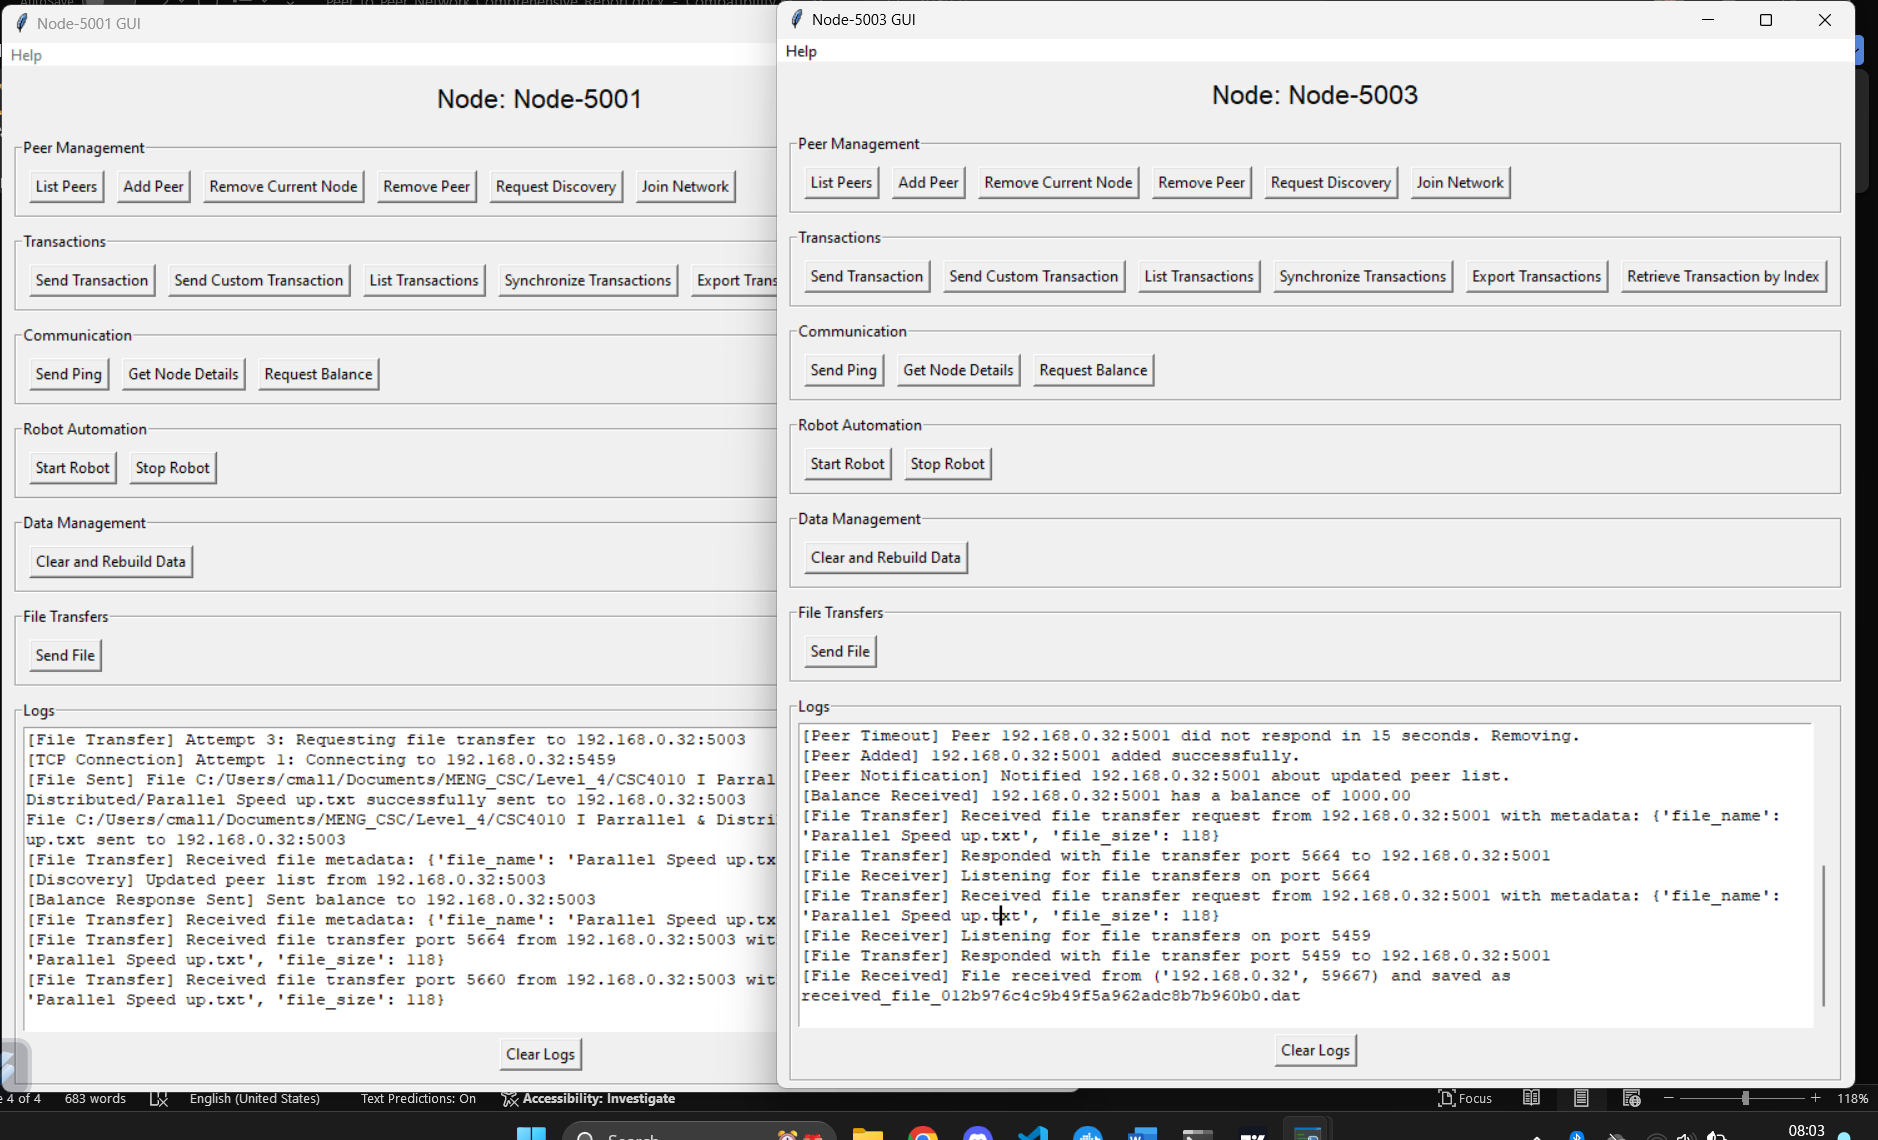 Node-5001 GUI
Help
Node: Node-5001
Peer Management
List Peers Add Peer Remove Current Node Remove Peer Request Discovery Join Network
Transactions
Send Transaction Send Custom Transaction List Transactions Synchronize Transactions Export Trans
Communication
Send Ping Get Node Details Request Balance
Robot Automation
Start Robot Stop Robot
Data Management
Clear and Rebuild Data
File Transfers
Send File
Logs
[File Transfer] Attempt 3: Requesting file transfer to 192.168.0.32:5003
[TCP Connection] Attempt 1: Connecting to 192.168.0.32:5459
[File Sent] File C:/Users/cmall/Documents/MENG_CSC/Level_4/CSC4010 I Parral
Distributed/Parallel Speed up.txt successfully sent to 192.168.0.32:5003
File C:/Users/cmall/Documents/MENG_CSC/Level_4/CSC4010 I Parrallel & Distri
up.txt sent to 192.168.0.32:5003
[File Transfer] Received file metadata: {'file_name': 'Parallel Speed up.tx
[Discovery] Updated peer list from 192.168.0.32:5003
[Balance Response Sent] Sent balance to 192.168.0.32:5003
[File Transfer] Received file metadata: {'file_name': 'Parallel Speed up.tx
[File Transfer] Received file transfer port 5664 from 192.168.0.32:5003 wit
'Parallel Speed up.txt', 'file_size': 118}
[File Transfer] Received file transfer port 5660 from 192.168.0.32:5003 wit
'Parallel Speed up.txt', 'file_size': 118}
Clear Logs
Node-5003 GUI
Help
Node: Node-5003
Peer Management
List Peers Add Peer Remove Current Node Remove Peer Request Discovery Join Network
Transactions
Send Transaction Send Custom Transaction List Transactions Synchronize Transactions Export Transactions Retrieve Transaction by Index
Communication
Send Ping Get Node Details Request Balance
Robot Automation
Start Robot Stop Robot
Data Management
Clear and Rebuild Data
File Transfers
Send File
Logs
[Peer Timeout] Peer 192.168.0.32:5001 did not respond in 15 seconds. Removing.
[Peer Added] 192.168.0.32:5001 added successfully.
[Peer Notification] Notified 192.168.0.32:5001 about updated peer list.
[Balance Received] 192.168.0.32:5001 has a balance of 1000.00
[File Transfer] Received file transfer request from 192.168.0.32:5001 with metadata: {'file_name':
'Parallel Speed up.txt', 'file_size': 118}
[File Transfer] Responded with file transfer port 5664 to 192.168.0.32:5001
[File Receiver] Listening for file transfers on port 5664
[File Transfer] Received file transfer request from 192.168.0.32:5001 with metadata: {'file_name':
'Parallel Speed up.txt', 'file_size': 118}
[File Receiver] Listening for file transfers on port 5459
[File Transfer] Responded with file transfer port 5459 to 192.168.0.32:5001
[File Received] File received from ('192.168.0.32', 59667) and saved as
received_file_012b976c4c9b49f5a962adc8b7b960b0.dat
Clear Logs
4 of 4 683 words English (United States) Text Predictions: On Accessibility: Investigate Focus 118%
Search 08:03